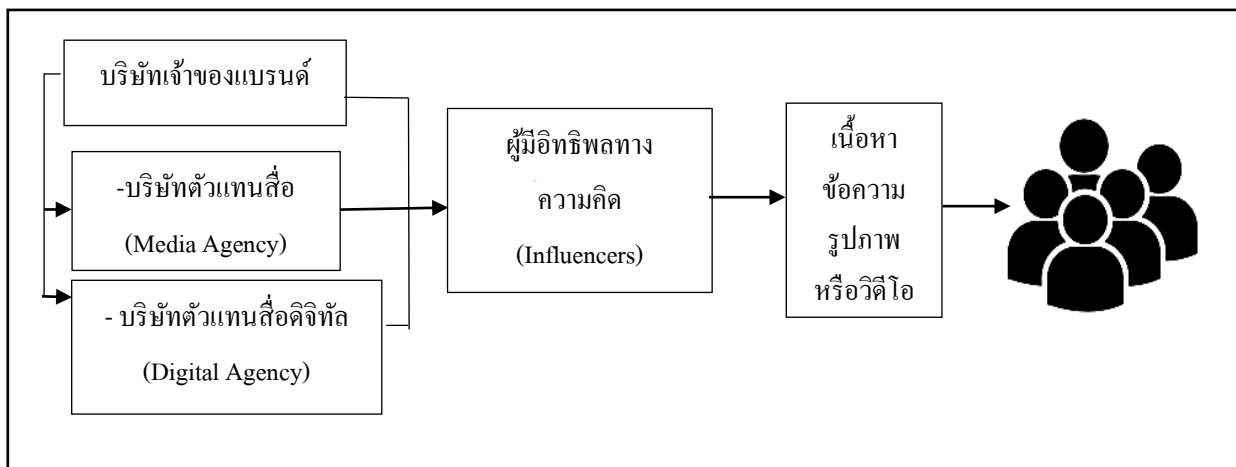 บริษัทเจ้าของแบรนด์
-บริษัทตัวแทนสื่อ
(Media Agency)
- บริษัทตัวแทนสื่อดิจิทัล
(Digital Agency)
ผู้มีอิทธิพลทาง
ความคิด
(Influencers)
เนื้อหา
ข้อความ
รูปภาพ
หรือวิดีโอ